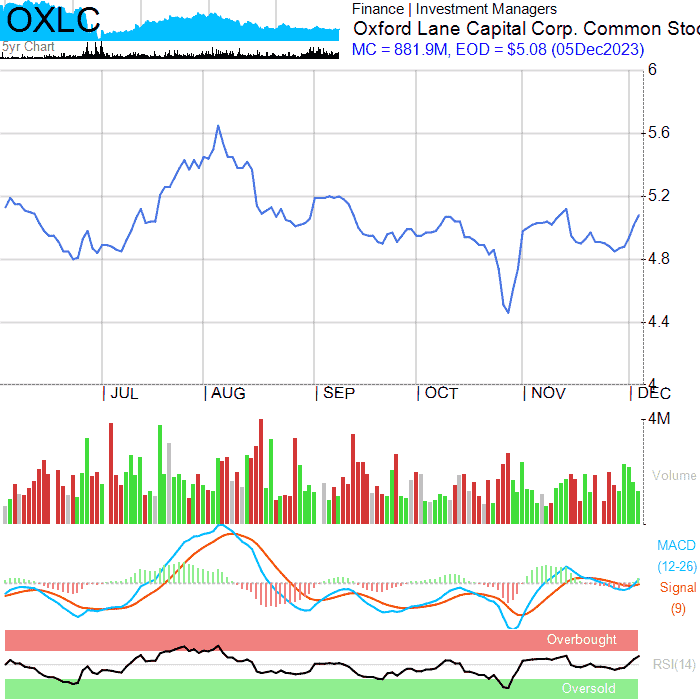 OXLC
5yr Chart
Finance | Investment Managers
Oxford Lane Capital Corp. Common Stoc
MC = 881.9M, EOD = $5.08 (05Dec2023)
6
5.6
5.2
4.8
4.4
4
JUL AUG SEP OCT NOV DEC
4M
Volume
MACD
(12-26)
Signal
(9)
Overbought
RSI(14)
Oversold